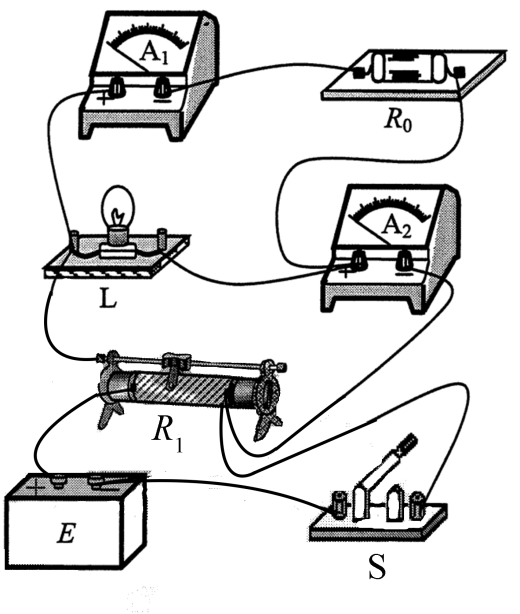 A₁
+ −
R₀
A₂
+ −
L
R₁
+ −
E
S